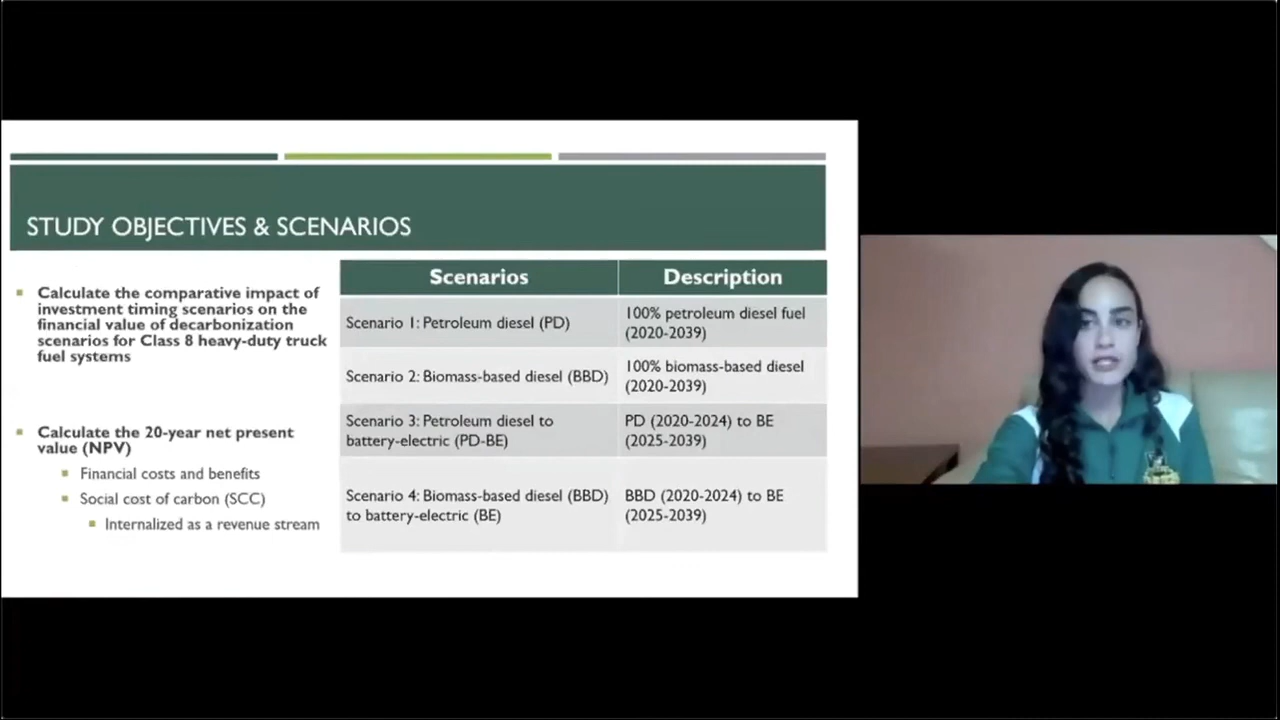 STUDY OBJECTIVES & SCENARIOS
Calculate the comparative impact of
investment timing scenarios on the
financial value of decarbonization
scenarios for Class 8 heavy-duty truck
fuel systems
Calculate the 20-year net present
value (NPV)
Financial costs and benefits
Social cost of carbon (SCC)
Internalized as a revenue stream
Scenarios
Description
Scenario 1: Petroleum diesel (PD)
100% petroleum diesel fuel
(2020-2039)
Scenario 2: Biomass-based diesel (BBD)
100% biomass-based diesel
(2020-2039)
Scenario 3: Petroleum diesel to
battery-electric (PD-BE)
PD (2020-2024) to BE
(2025-2039)
Scenario 4: Biomass-based diesel (BBD)
to battery-electric (BE)
BBD (2020-2024) to BE
(2025-2039)